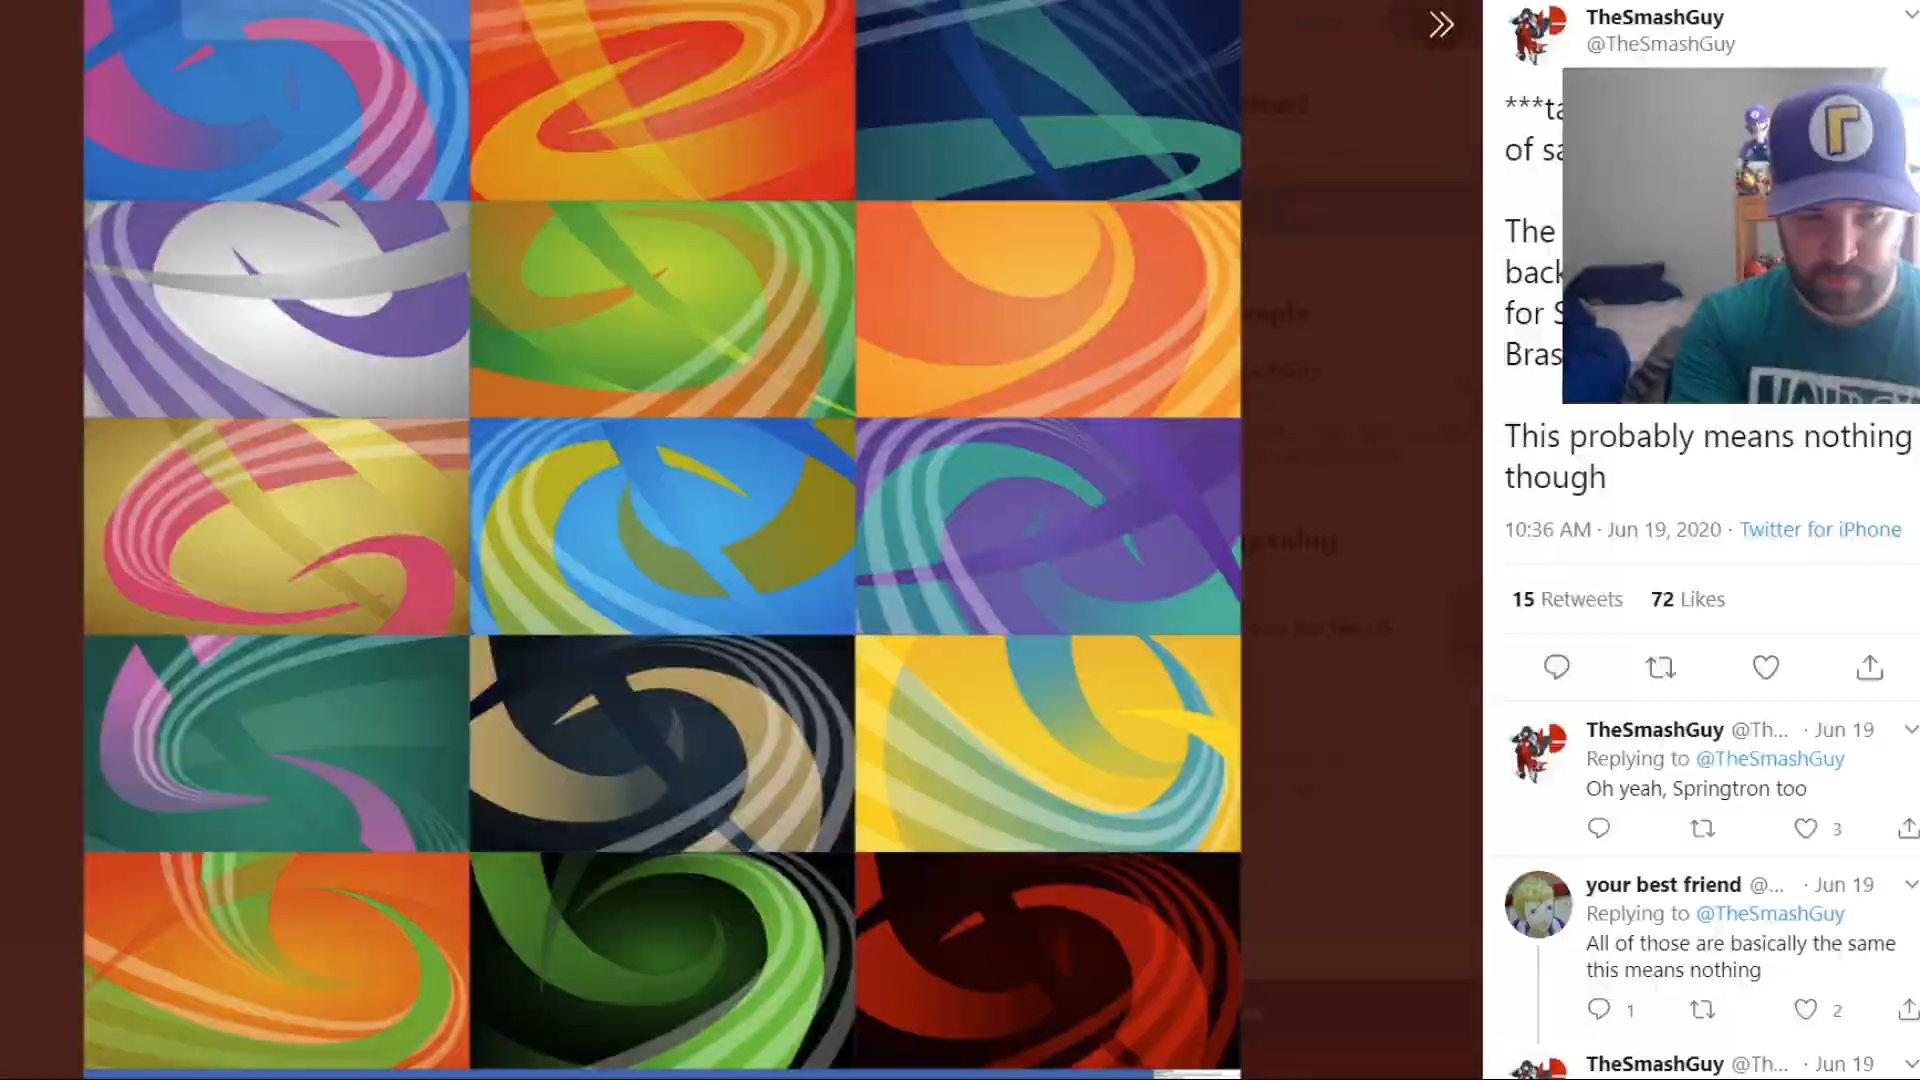 TheSmashGuy
@TheSmashGuy
***ta
of sa
The
back
for S
Bras
This probably means nothing
though
10:36 AM · Jun 19, 2020 · Twitter for iPhone
15 Retweets 72 Likes
TheSmashGuy @Th... · Jun 19
Replying to @TheSmashGuy
Oh yeah, Springtron too
3
your best friend @... · Jun 19
Replying to @TheSmashGuy
All of those are basically the same
this means nothing
1 2
TheSmashGuy @Th... · Jun 19